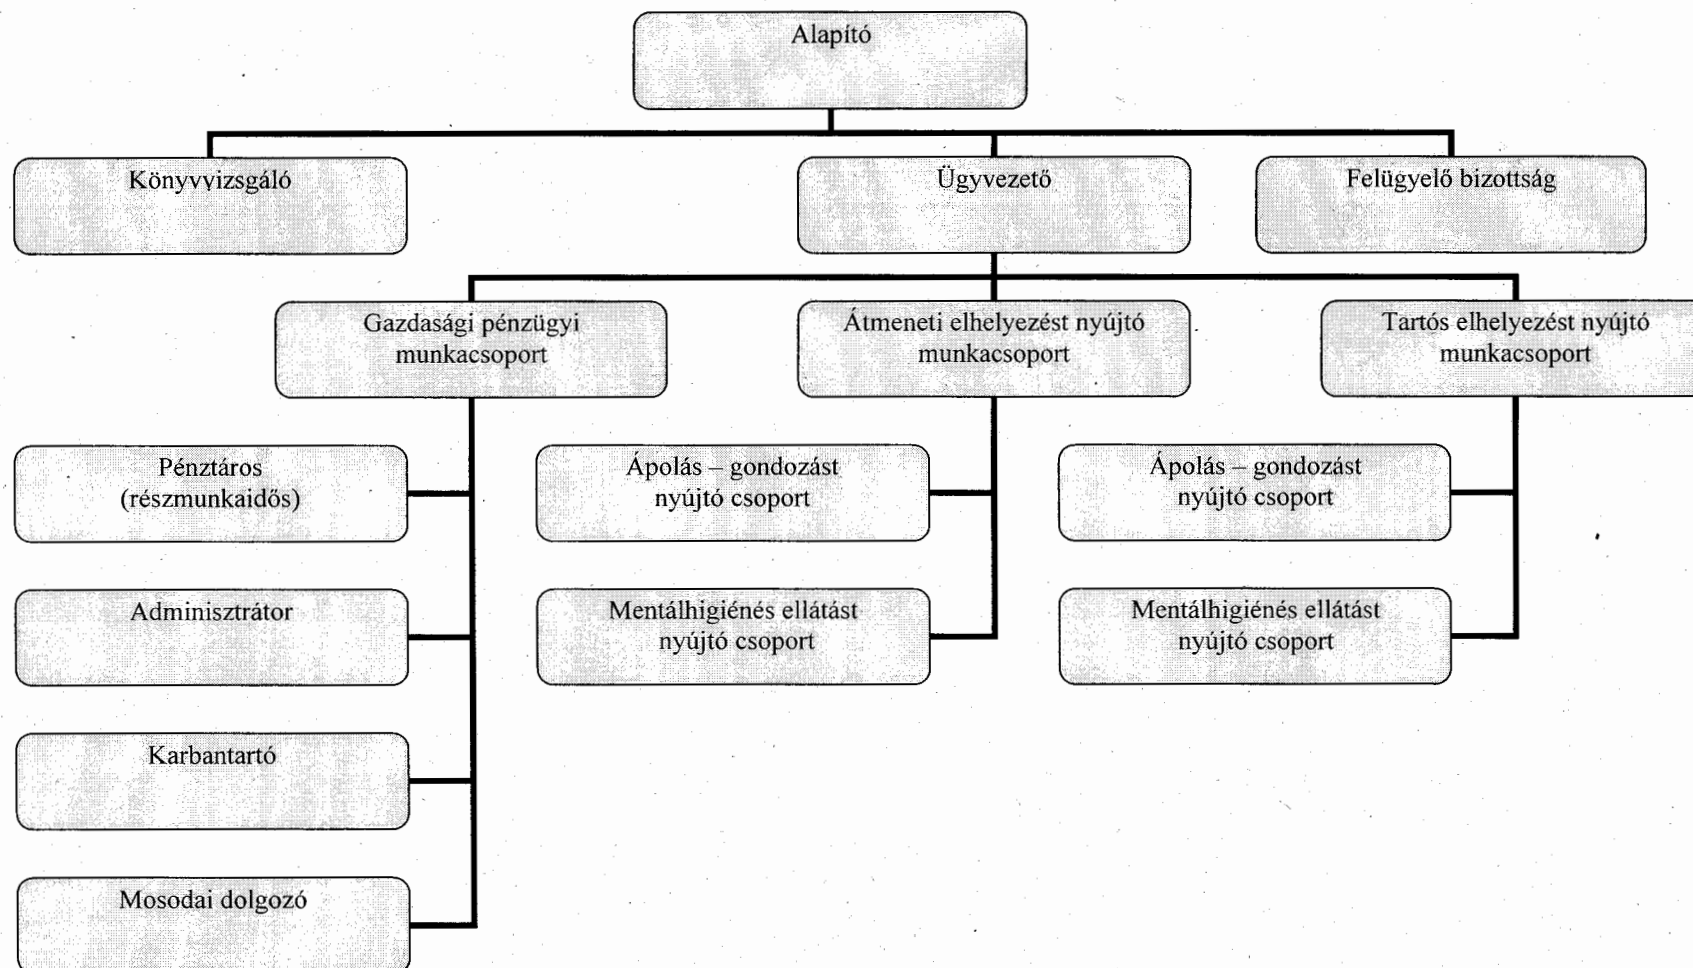 Alapító
Könyvvizsgáló
Ügyvezető
Felügyelő bizottság
Gazdasági pénzügyi
munkacsoport
Átmeneti elhelyezést nyújtó
munkacsoport
Tartós elhelyezést nyújtó
munkacsoport
Pénztáros
(részmunkaidős)
Ápolás – gondozást
nyújtó csoport
Ápolás – gondozást
nyújtó csoport
Adminisztrátor
Mentálhigiénés ellátást
nyújtó csoport
Mentálhigiénés ellátást
nyújtó csoport
Karbantartó
Mosodai dolgozó